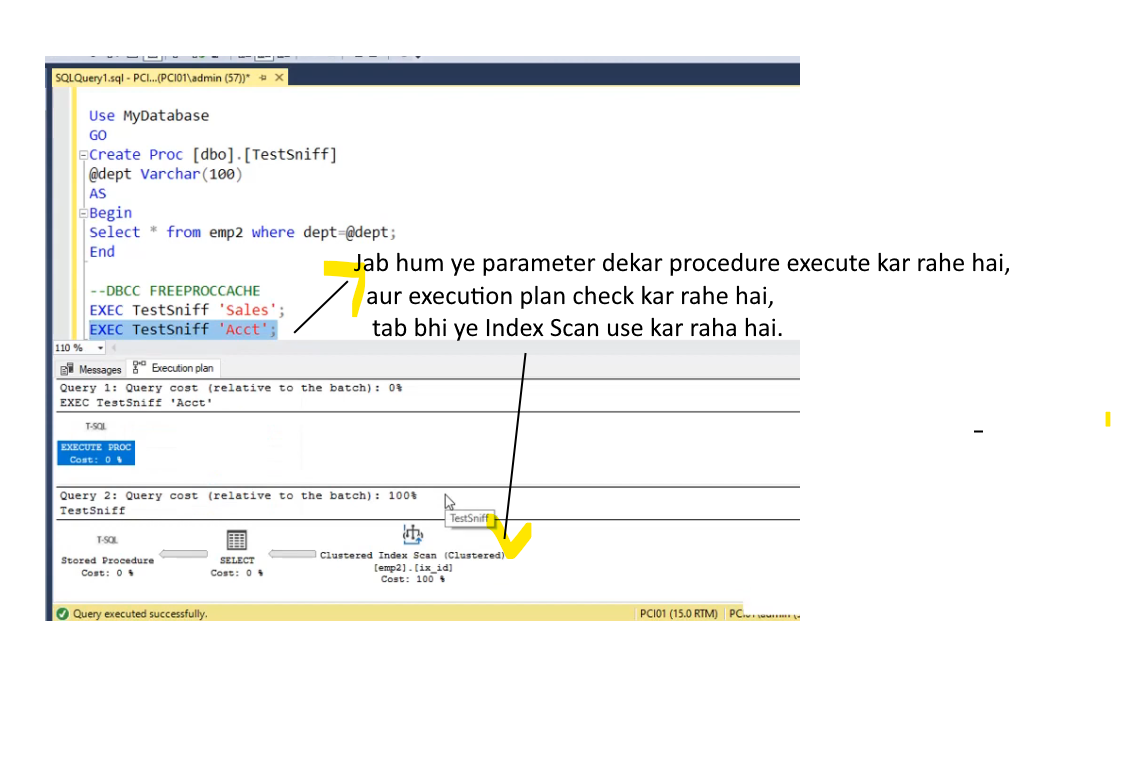 SQLQuery1.sql - PCI...(PCI01\admin (57))*
Use MyDatabase
GO
Create Proc [dbo].[TestSniff]
@dept Varchar(100)
AS
Begin
Select * from emp2 where dept=@dept;
End
Jab hum ye parameter dekar procedure execute kar rahe hai,
aur execution plan check kar rahe hai,
tab bhi ye Index Scan use kar raha hai.
--DBCC FREEPROCCACHE
EXEC TestSniff 'Sales';
EXEC TestSniff 'Acct';
110 %
Messages Execution plan
Query 1: Query cost (relative to the batch): 0%
EXEC TestSniff 'Acct'
T-SQL
EXECUTE PROC
Cost: 0 %
Query 2: Query cost (relative to the batch): 100%
TestSniff
TestSniff
T-SQL
Stored Procedure
Cost: 0 %
SELECT
Cost: 0 %
Clustered Index Scan (Clustered)
[emp2].[ix_id]
Cost: 100 %
Query executed successfully.
PCI01 (15.0 RTM)